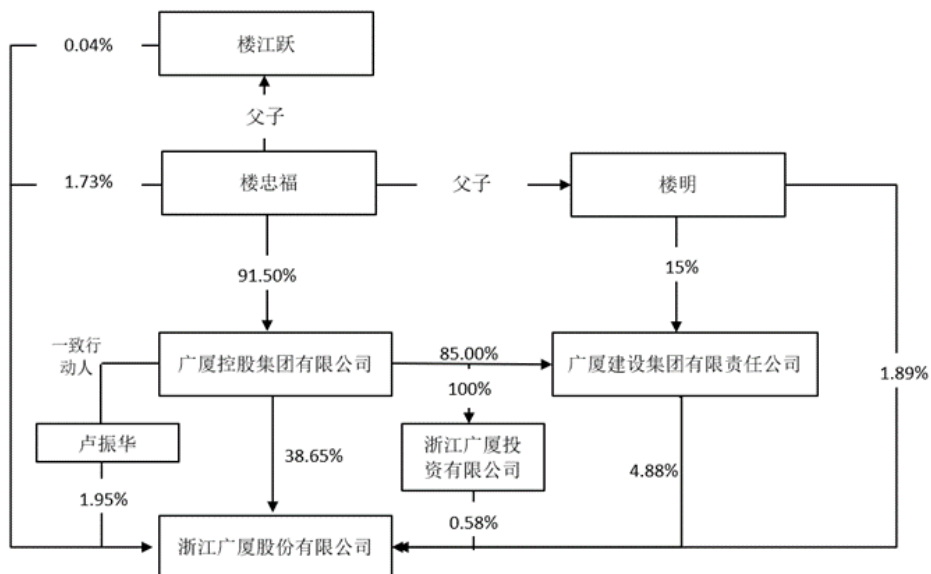 0.04%
楼江跃
父子
1.73%
楼忠福
父子
楼明
91.50%
15%
一致行
动人
广厦控股集团有限公司
85.00%
广厦建设集团有限责任公司
1.89%
100%
卢振华
38.65%
浙江广厦投
资有限公司
4.88%
1.95%
0.58%
浙江广厦股份有限公司